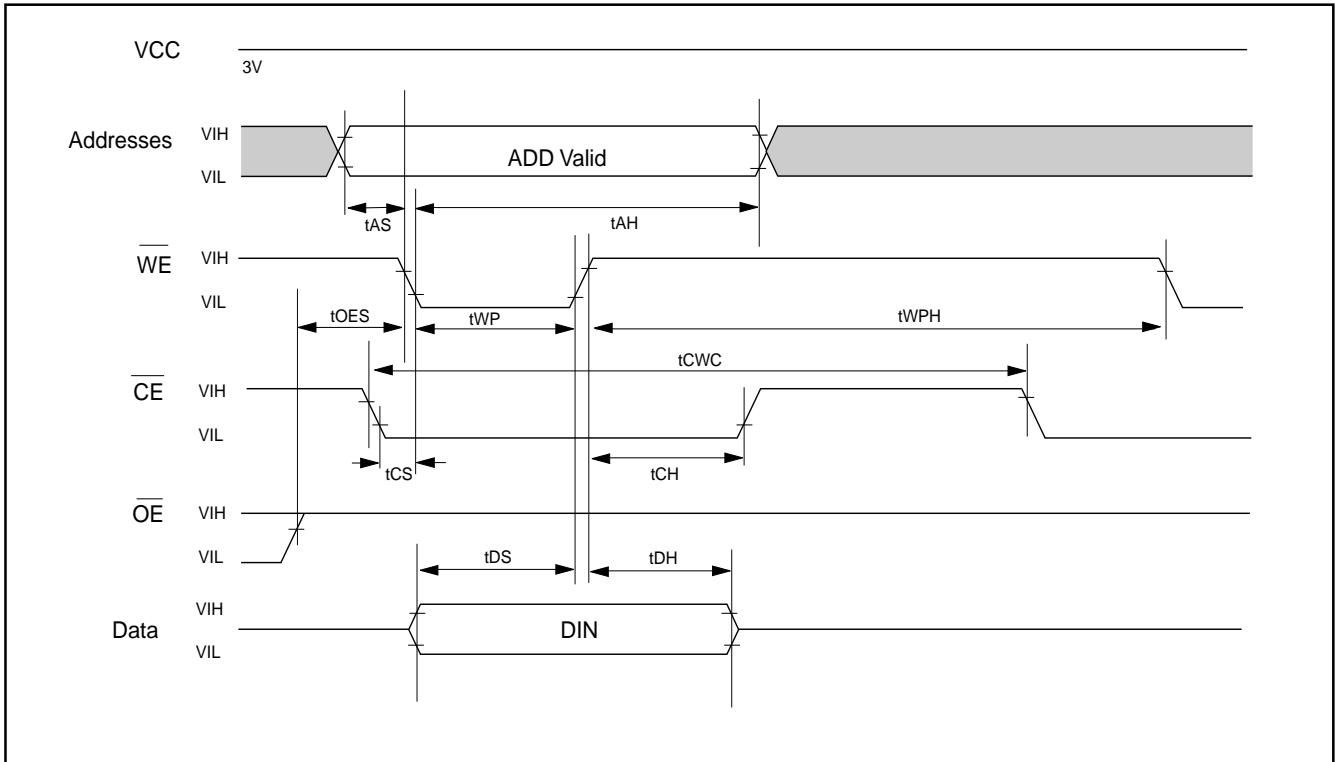 VCC
3V
Addresses
VIH
VIL
ADD Valid
tAS
tAH
WE
VIH
VIL
tOES
tWP
tWPH
tCWC
CE
VIH
VIL
tCS
tCH
OE
VIH
VIL
tDS
tDH
Data
VIH
VIL
DIN